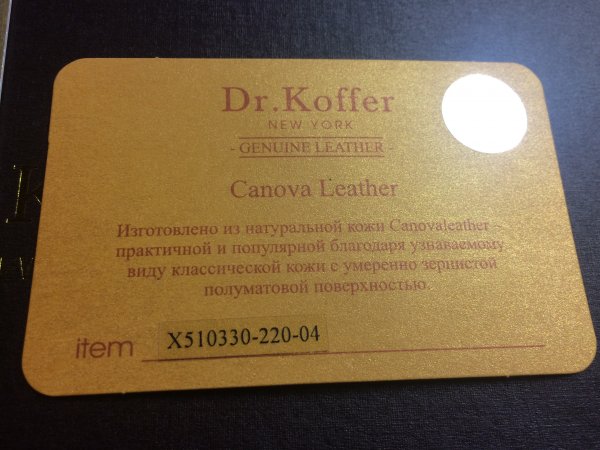 Dr.Koffer
NEW YORK
- GENUINE LEATHER -
Canova Leather
Изготовлено из натуральной кожи Canovaleather -
практичной и популярной благодаря узнаваемому
виду классической кожи с умеренно зернистой
полуматовой поверхностью.
item X510330-220-04